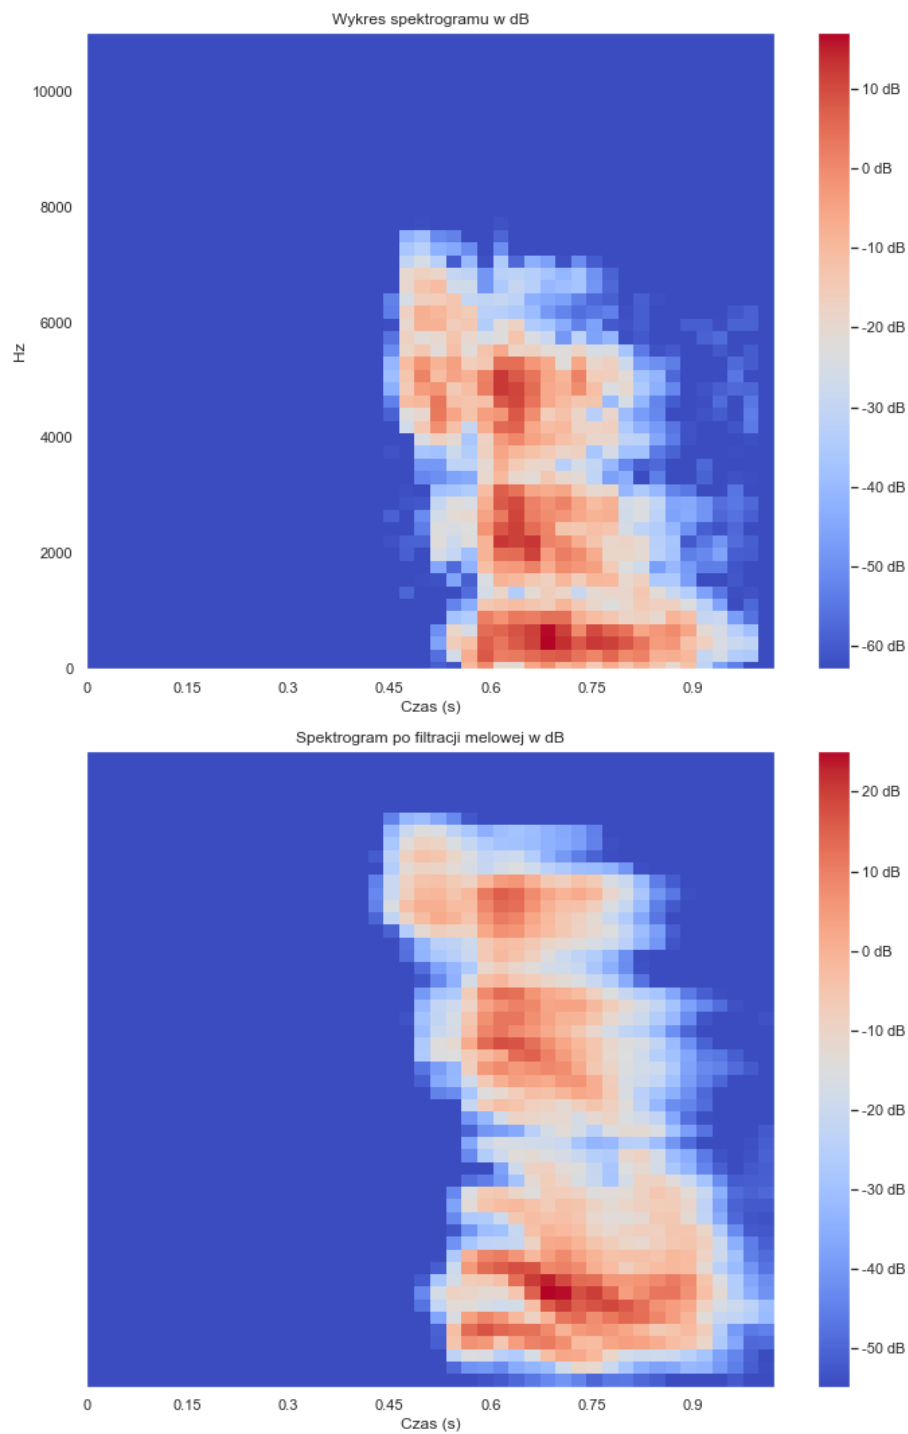 Wykres spektrogramu w dB
10000
8000
6000
4000
2000
0
Hz
0 0.15 0.3 0.45 0.6 0.75 0.9
Czas (s)
10 dB
0 dB
-10 dB
-20 dB
-30 dB
-40 dB
-50 dB
-60 dB
Spektrogram po filtracji melowej w dB
0 0.15 0.3 0.45 0.6 0.75 0.9
Czas (s)
20 dB
10 dB
0 dB
-10 dB
-20 dB
-30 dB
-40 dB
-50 dB